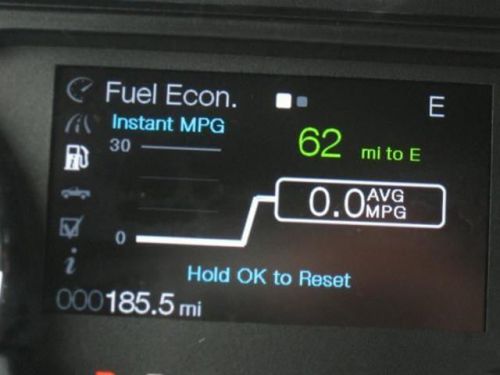 Fuel Econ. E
Instant MPG
30
62 mi to E
0.0 AVG MPG
0
Hold OK to Reset
000185.5 mi